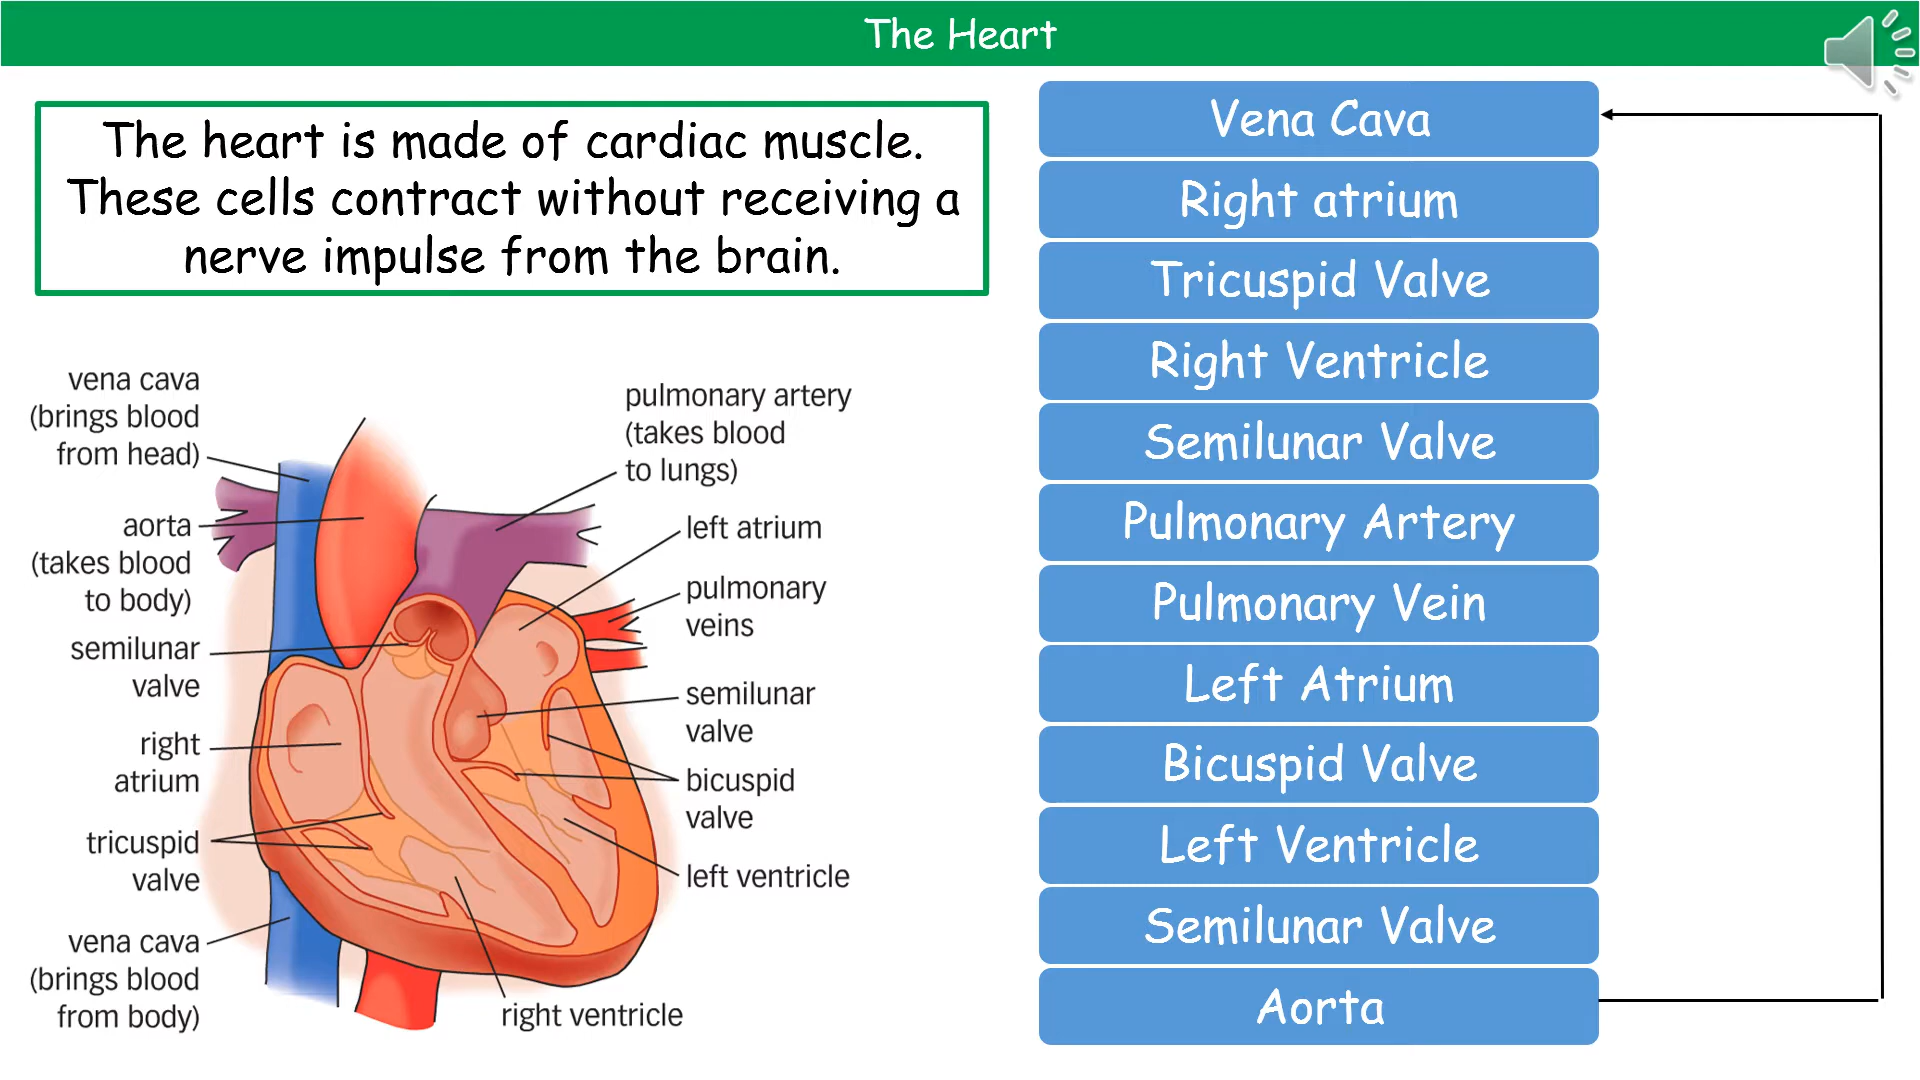 The Heart
The heart is made of cardiac muscle.
These cells contract without receiving a
nerve impulse from the brain.
vena cava
(brings blood
from head)
aorta
(takes blood
to body)
semilunar
valve
right
atrium
tricuspid
valve
vena cava
(brings blood
from body)
pulmonary artery
(takes blood
to lungs)
left atrium
pulmonary
veins
semilunar
valve
bicuspid
valve
left ventricle
right ventricle
Vena Cava
Right atrium
Tricuspid Valve
Right Ventricle
Semilunar Valve
Pulmonary Artery
Pulmonary Vein
Left Atrium
Bicuspid Valve
Left Ventricle
Semilunar Valve
Aorta